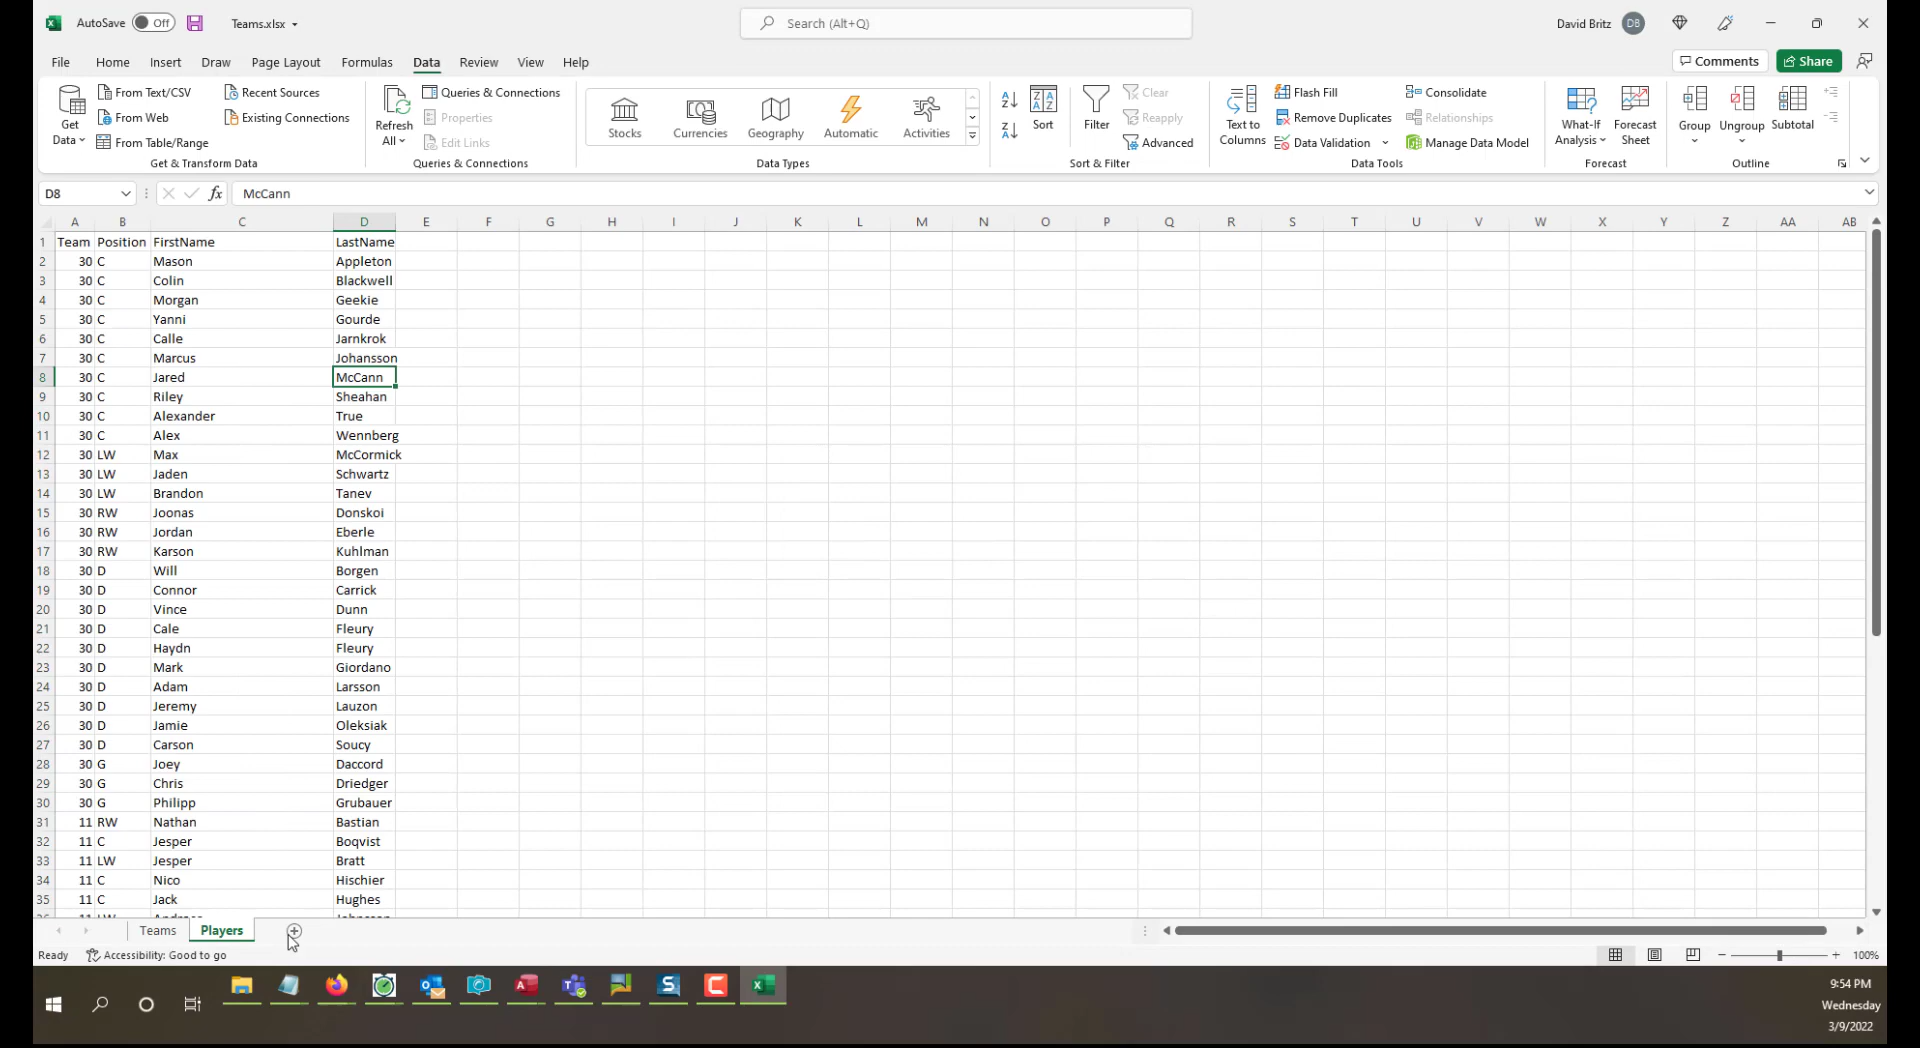 AutoSave Off Teams.xlsx Search (Alt+Q) David Britz DB
File Home Insert Draw Page Layout Formulas Data Review View Help Comments Share
Get Data From Text/CSV From Web From Table/Range Recent Sources Existing Connections Get & Transform Data
Refresh All Queries & Connections Properties Edit Links Queries & Connections
Stocks Currencies Geography Automatic Activities Data Types
Sort Filter Clear Reapply Advanced Sort & Filter
Text to Columns Flash Fill Remove Duplicates Data Validation Consolidate Relationships Manage Data Model Data Tools
What-If Analysis Forecast Sheet Forecast
Group Ungroup Subtotal Outline
D8 fx McCann
A B C D E F G H I J K L M N O P Q R S T U V W X Y Z AA AB
1 Team Position FirstName LastName
2 30 C Mason Appleton
3 30 C Colin Blackwell
4 30 C Morgan Geekie
5 30 C Yanni Gourde
6 30 C Calle Jarnkrok
7 30 C Marcus Johansson
8 30 C Jared McCann
9 30 C Riley Sheahan
10 30 C Alexander True
11 30 C Alex Wennberg
12 30 LW Max McCormick
13 30 LW Jaden Schwartz
14 30 LW Brandon Tanev
15 30 RW Joonas Donskoi
16 30 RW Jordan Eberle
17 30 RW Karson Kuhlman
18 30 D Will Borgen
19 30 D Connor Carrick
20 30 D Vince Dunn
21 30 D Cale Fleury
22 30 D Haydn Fleury
23 30 D Mark Giordano
24 30 D Adam Larsson
25 30 D Jeremy Lauzon
26 30 D Jamie Oleksiak
27 30 D Carson Soucy
28 30 G Joey Daccord
29 30 G Chris Driedger
30 30 G Philipp Grubauer
31 11 RW Nathan Bastian
32 11 C Jesper Boqvist
33 11 LW Jesper Bratt
34 11 C Nico Hischier
35 11 C Jack Hughes
Teams Players
Ready Accessibility: Good to go 100%
9:54 PM
Wednesday
3/9/2022